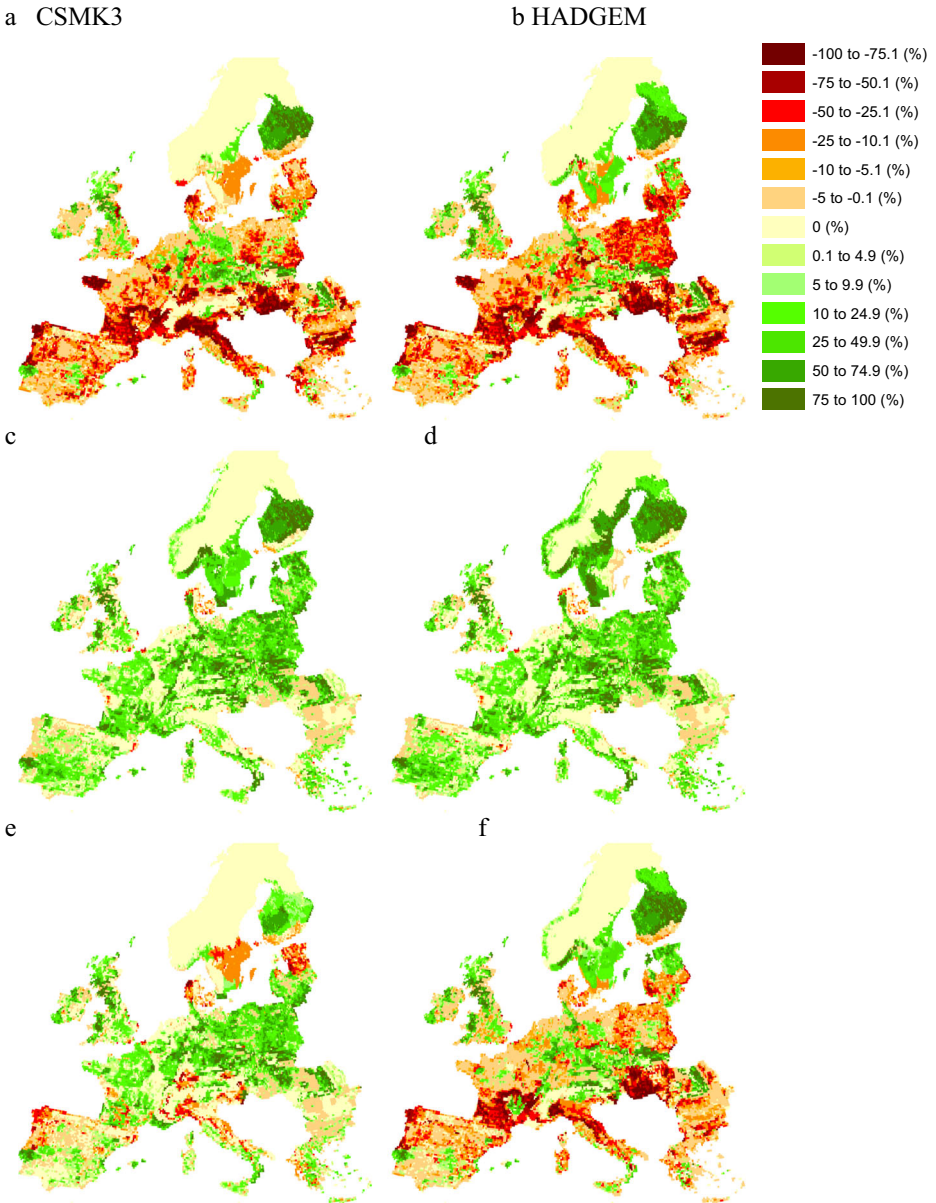 a CSMK3
b HADGEM
-100 to -75.1 (%)
-75 to -50.1 (%)
-50 to -25.1 (%)
-25 to -10.1 (%)
-10 to -5.1 (%)
-5 to -0.1 (%)
0 (%)
0.1 to 4.9 (%)
5 to 9.9 (%)
10 to 24.9 (%)
25 to 49.9 (%)
50 to 74.9 (%)
75 to 100 (%)
c
d
e
f